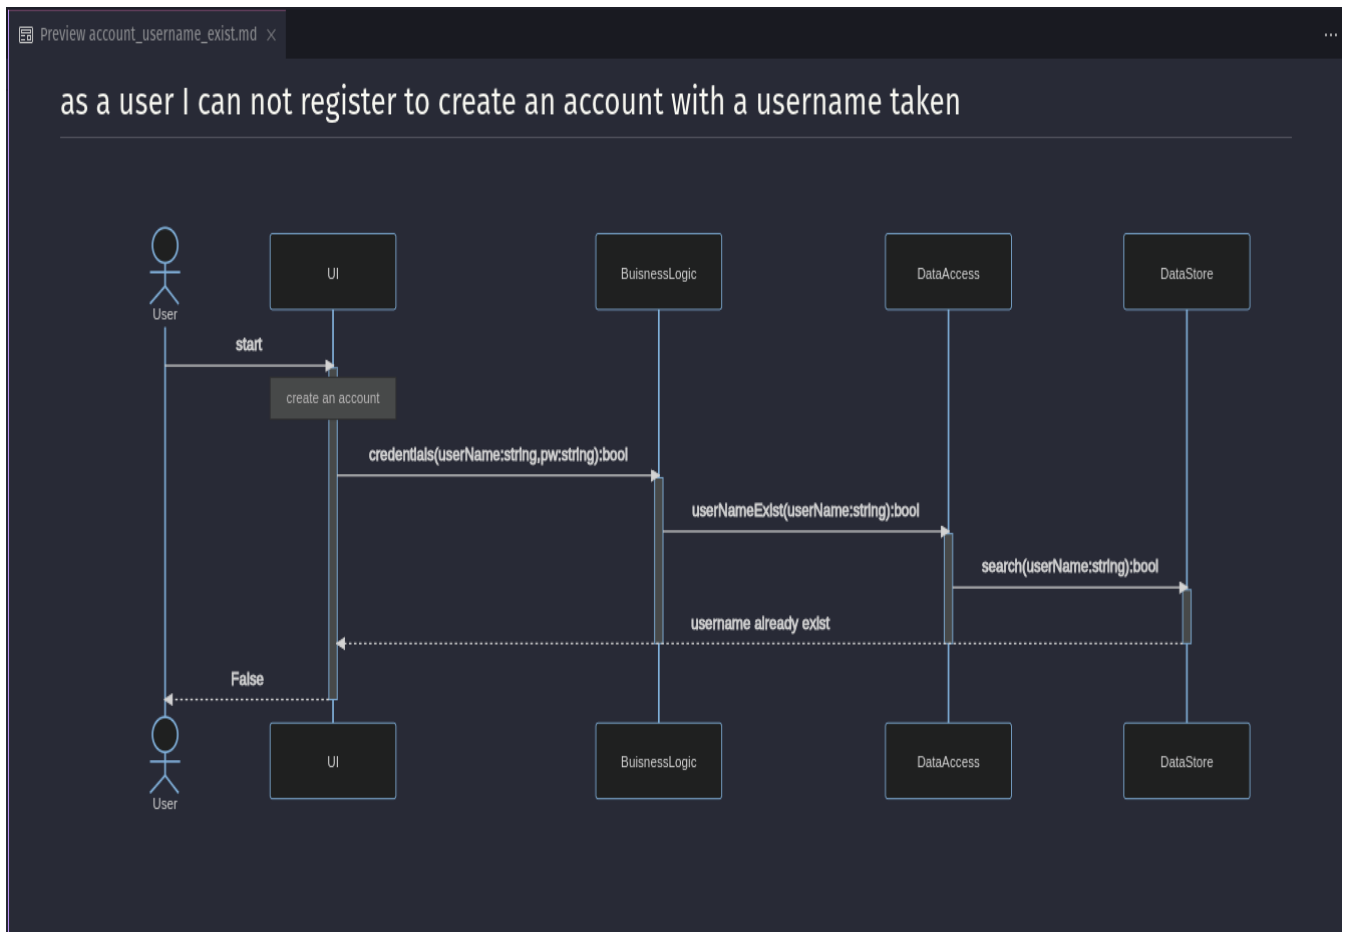 Preview account_username_exist.md
as a user I can not register to create an account with a username taken
User
UI
BuisnessLogic
DataAccess
DataStore
start
create an account
credentials(userName:string,pw:string):bool
userNameExist(userName:string):bool
search(userName:string):bool
username already exist
False
User
UI
BuisnessLogic
DataAccess
DataStore